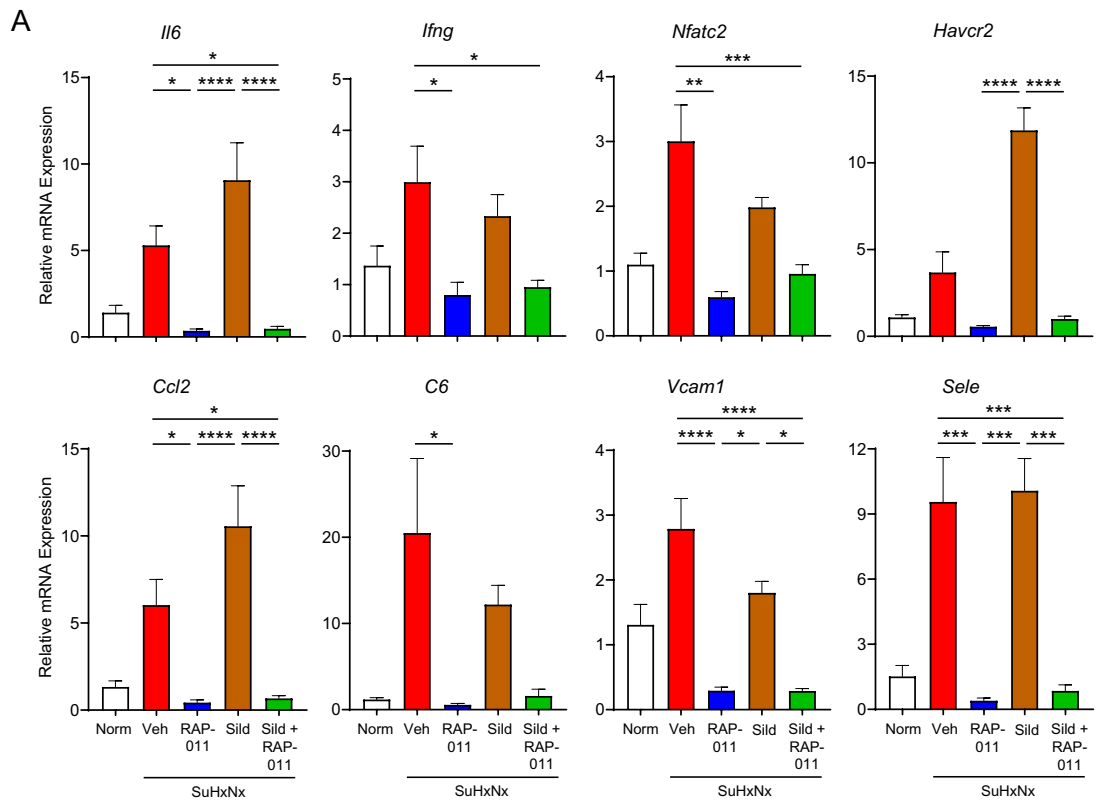 A
Il6 Ifng Nfatc2 Havcr2
* * *** 
* **** **** * ** **** ****
Relative mRNA Expression
15 5 4 15
10 4 3 10
5 3 2 5
0 2 1 0
1 0
0
Ccl2 C6 Vcam1 Sele
* **** ***
* **** **** * **** * * *** *** ***
Relative mRNA Expression
15 30 4 12
10 20 3 9
5 10 2 6
0 0 1 3
0 0
Norm Veh RAP-011 Sild Sild + RAP-011
Norm Veh RAP-011 Sild Sild + RAP-011
Norm Veh RAP-011 Sild Sild + RAP-011
Norm Veh RAP-011 Sild Sild + RAP-011
SuHxNx SuHxNx SuHxNx SuHxNx